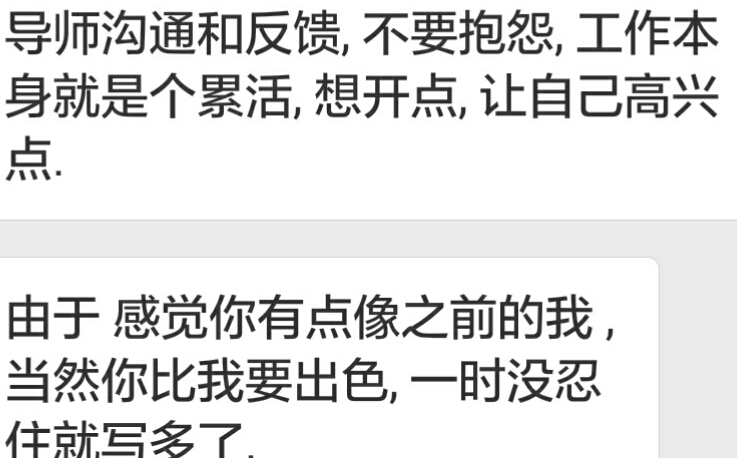 导师沟通和反馈, 不要抱怨, 工作本
身就是个累活, 想开点, 让自己高兴
点.
由于 感觉你有点像之前的我 ,
当然你比我要出色, 一时没忍
住就写多了.